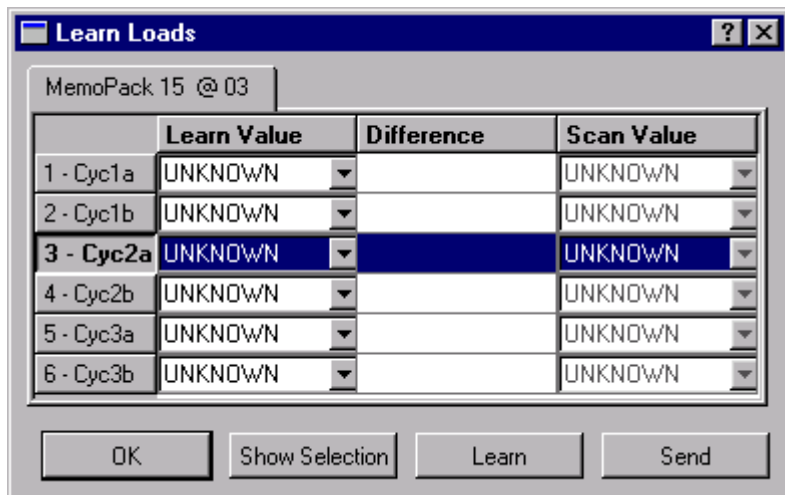 Learn Loads
MemoPack 15 @ 03
Learn Value Difference Scan Value
1 - Cyc1a UNKNOWN UNKNOWN
2 - Cyc1b UNKNOWN UNKNOWN
3 - Cyc2a UNKNOWN UNKNOWN
4 - Cyc2b UNKNOWN UNKNOWN
5 - Cyc3a UNKNOWN UNKNOWN
6 - Cyc3b UNKNOWN UNKNOWN
OK Show Selection Learn Send